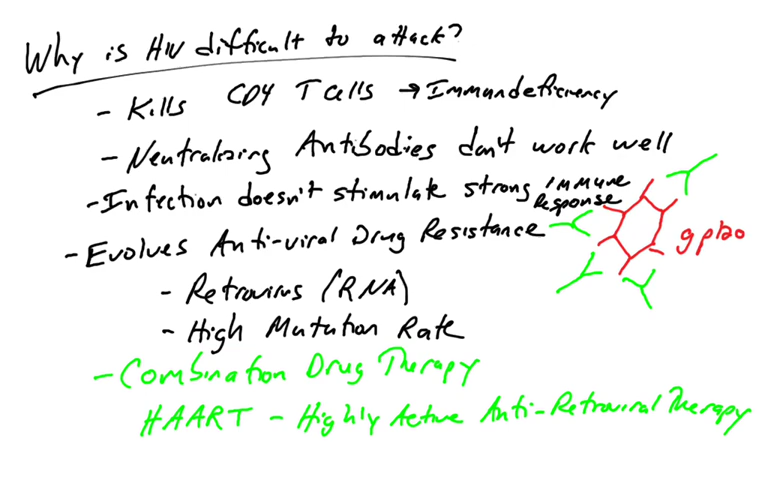 Why is HIV difficult to attack?
- Kills CD4 T Cells → Immundeficiency
- Neutralizing Antibodies don't work well
- Infection doesn't stimulate strong Immune Response
- Evolves Anti-viral Drug Resistance
gp120
- Retrovirus (RNA)
- High Mutation Rate
- Combination Drug Therapy
HAART - Highly Active Anti-Retroviral Therapy